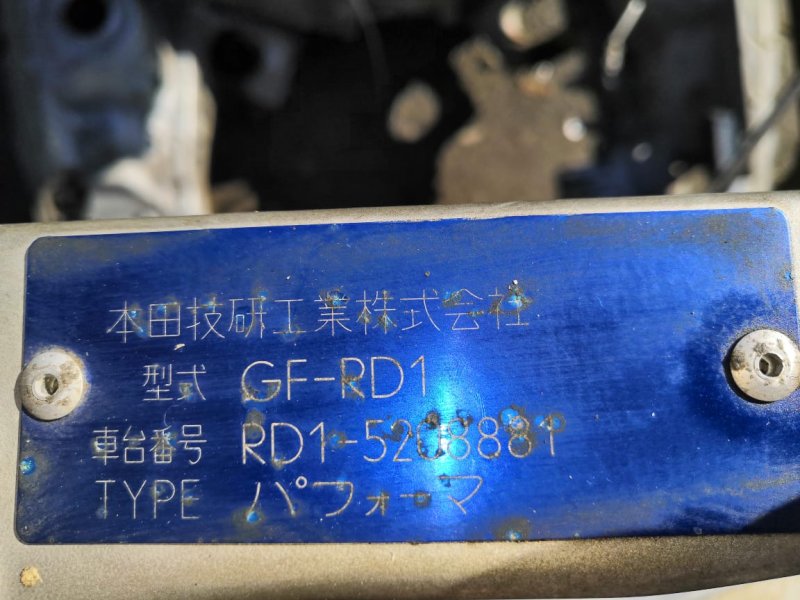 本田技研工業株式会社
型式 GF-RD1
車台番号 RD1-5208881
TYPE パフォーマ